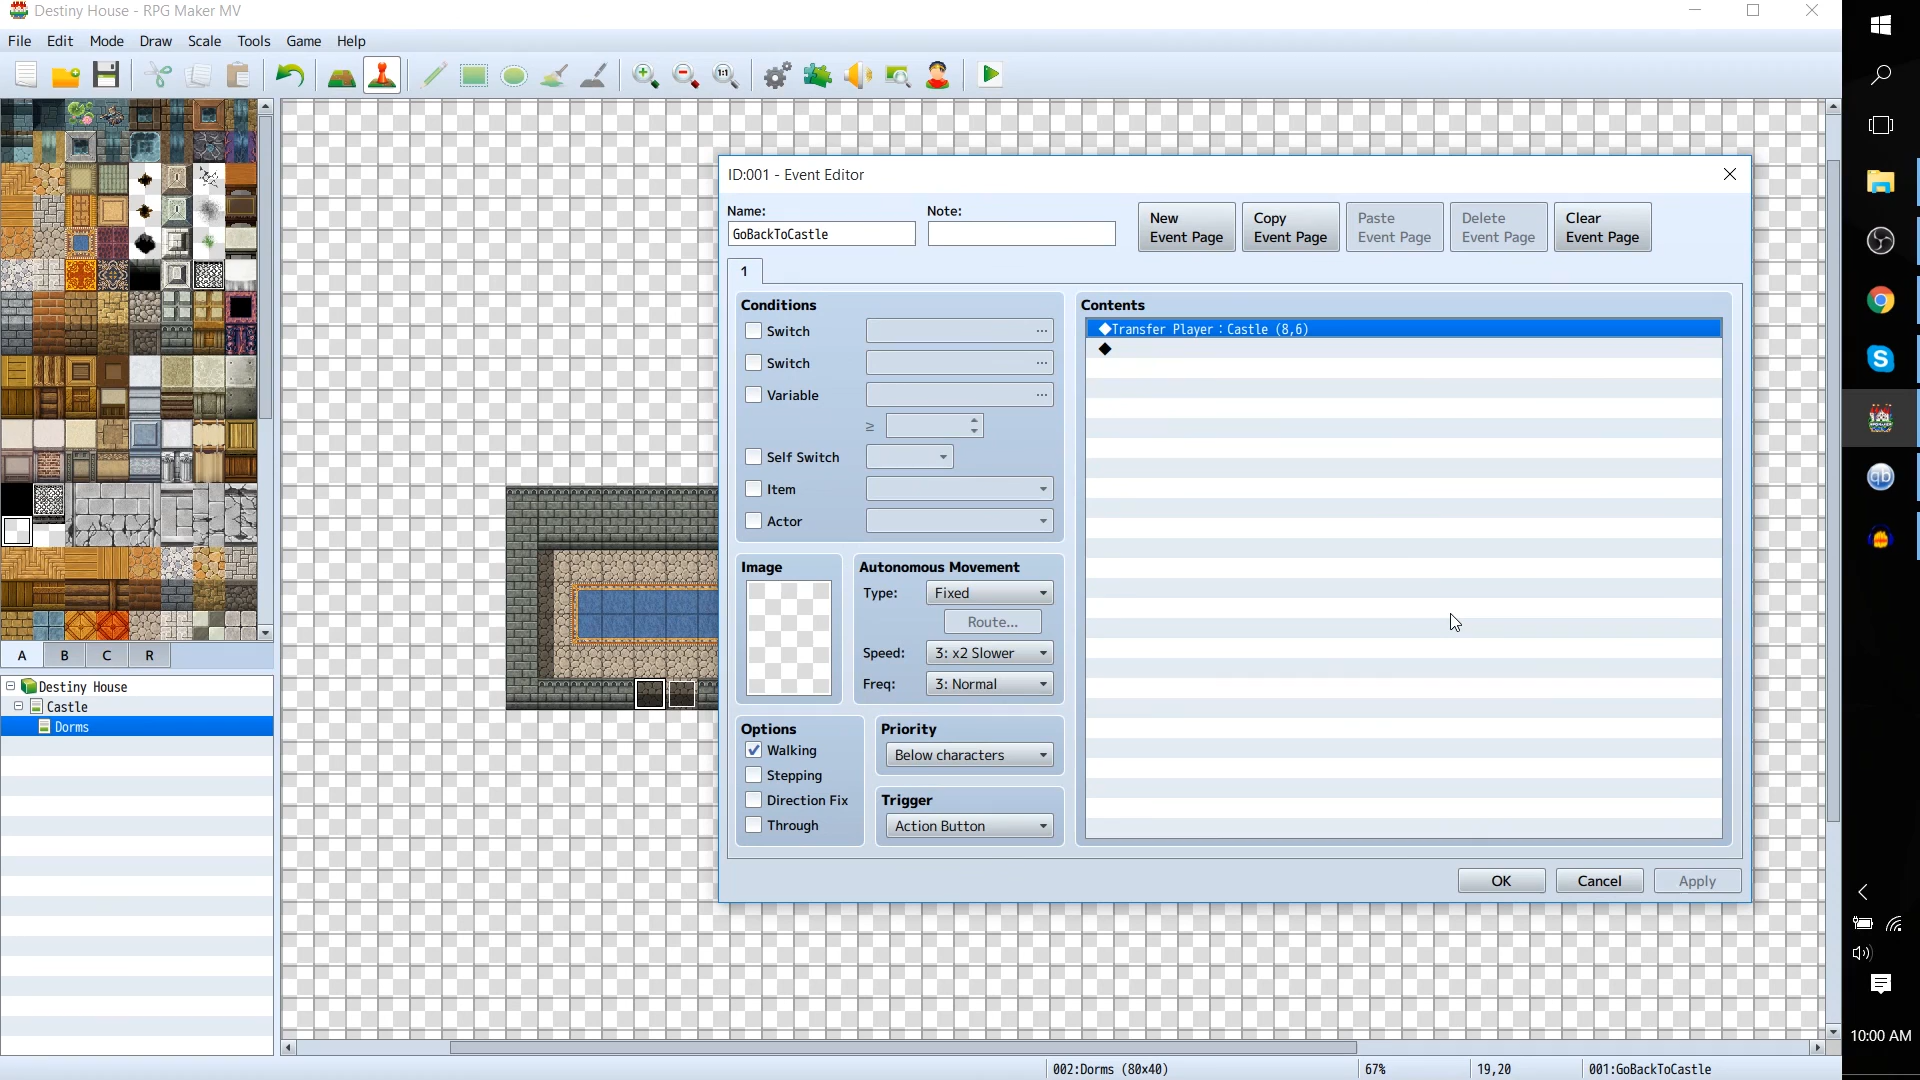 Destiny House - RPG Maker MV
File Edit Mode Draw Scale Tools Game Help
1:1
ID:001 - Event Editor
Name: Note:
GoBackToCastle
New Event Page
Copy Event Page
Paste Event Page
Delete Event Page
Clear Event Page
1
Conditions
Switch ...
Switch ...
Variable ...
≥
Self Switch
Item
Actor
Contents
◆Transfer Player：Castle (8,6)
◆
Image
Autonomous Movement
Type: Fixed
Route...
Speed: 3: x2 Slower
Freq: 3: Normal
Options
Walking
Stepping
Direction Fix
Through
Priority
Below characters
Trigger
Action Button
OK Cancel Apply
A B C R
Destiny House
Castle
Dorms
qb
10:00 AM
002:Dorms (80x40) 67% 19,20 001:GoBackToCastle